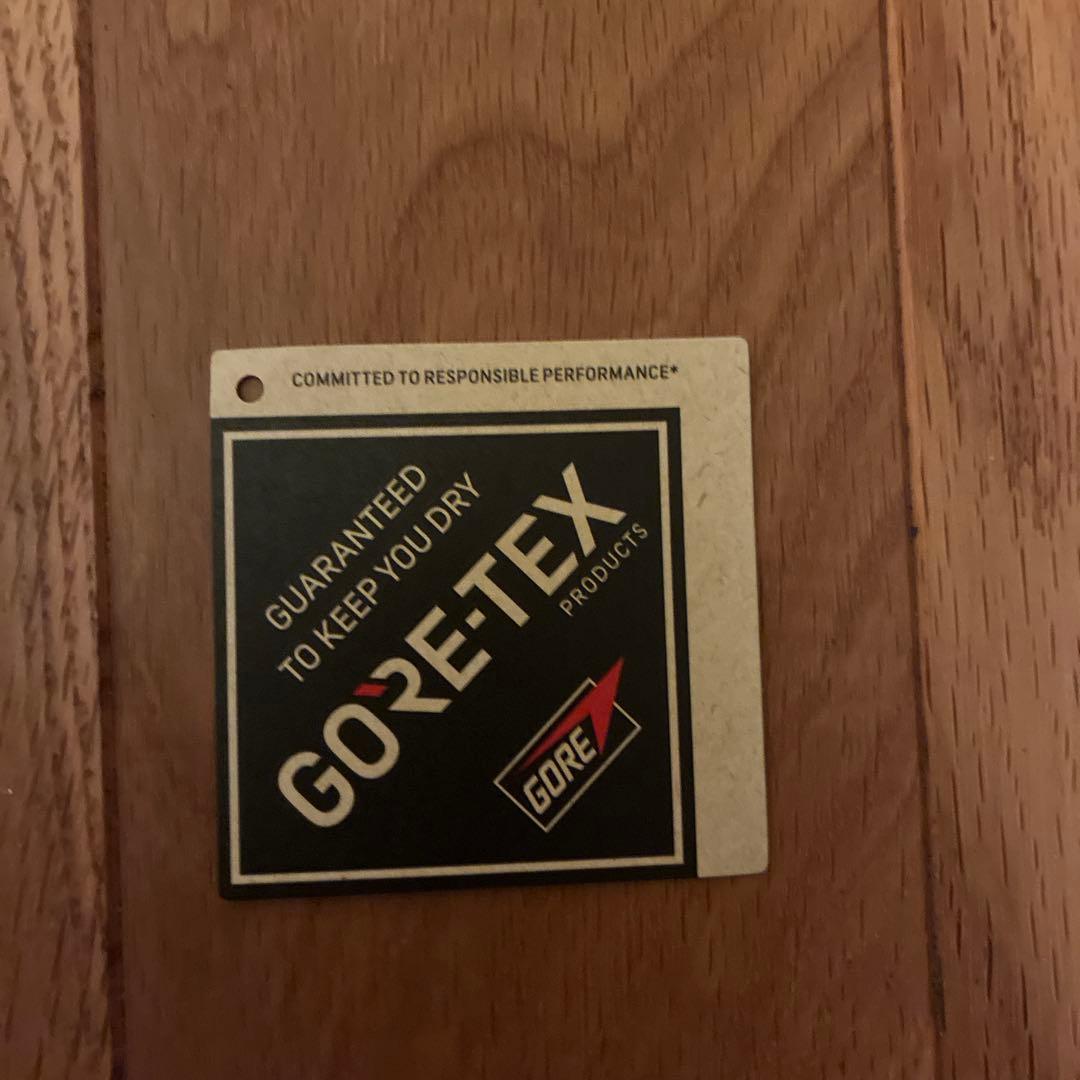 COMMITTED TO RESPONSIBLE PERFORMANCE*
GUARANTEED
TO KEEP YOU DRY
GORE-TEX
PRODUCTS
GORE